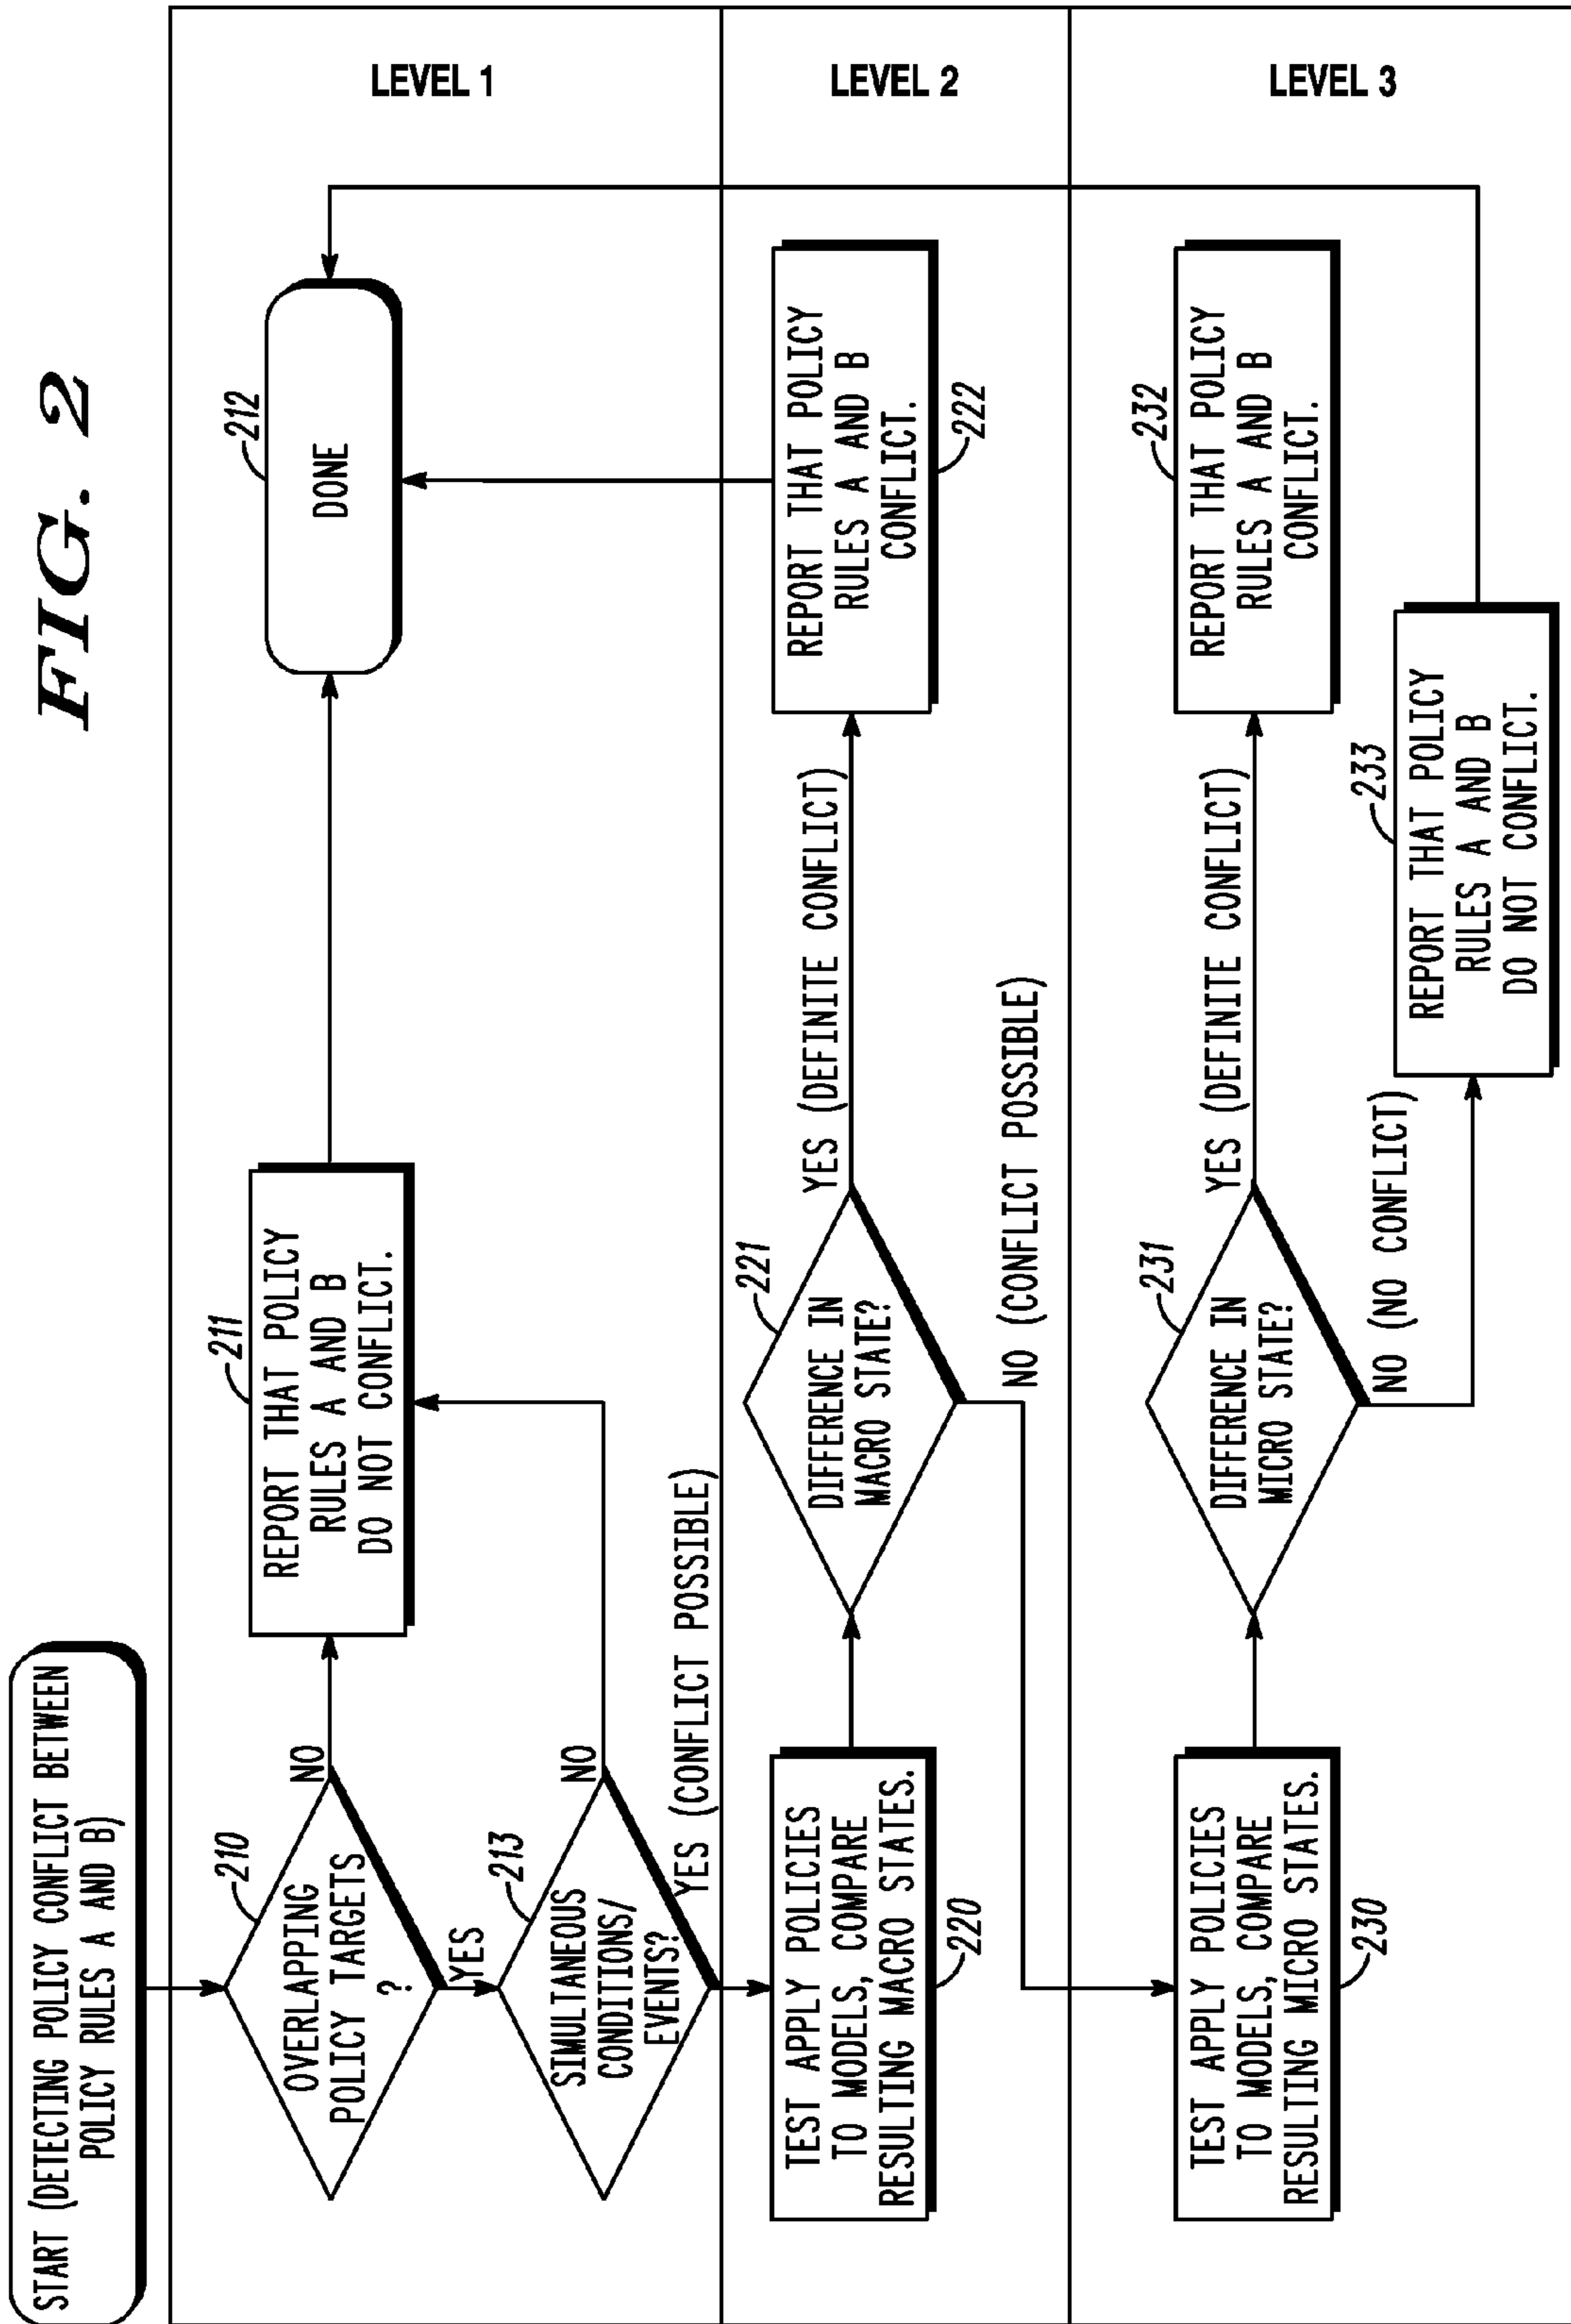 FIG. 2
START (DETECTING POLICY CONFLICT BETWEEN
POLICY RULES A AND B)
LEVEL 1
210
OVERLAPPING
POLICY TARGETS
?
NO
YES
211
REPORT THAT POLICY
RULES A AND B
DO NOT CONFLICT.
212
DONE
213
SIMULTANEOUS
CONDITIONS/
EVENTS?
NO
YES (CONFLICT POSSIBLE)
LEVEL 2
TEST APPLY POLICIES
TO MODELS, COMPARE
RESULTING MACRO STATES.
220
221
DIFFERENCE IN
MACRO STATE?
YES (DEFINITE CONFLICT)
NO (CONFLICT POSSIBLE)
REPORT THAT POLICY
RULES A AND B
CONFLICT.
222
LEVEL 3
TEST APPLY POLICIES
TO MODELS, COMPARE
RESULTING MICRO STATES.
230
231
DIFFERENCE IN
MICRO STATE?
YES (DEFINITE CONFLICT)
NO (NO CONFLICT)
232
REPORT THAT POLICY
RULES A AND B
CONFLICT.
233
REPORT THAT POLICY
RULES A AND B
DO NOT CONFLICT.